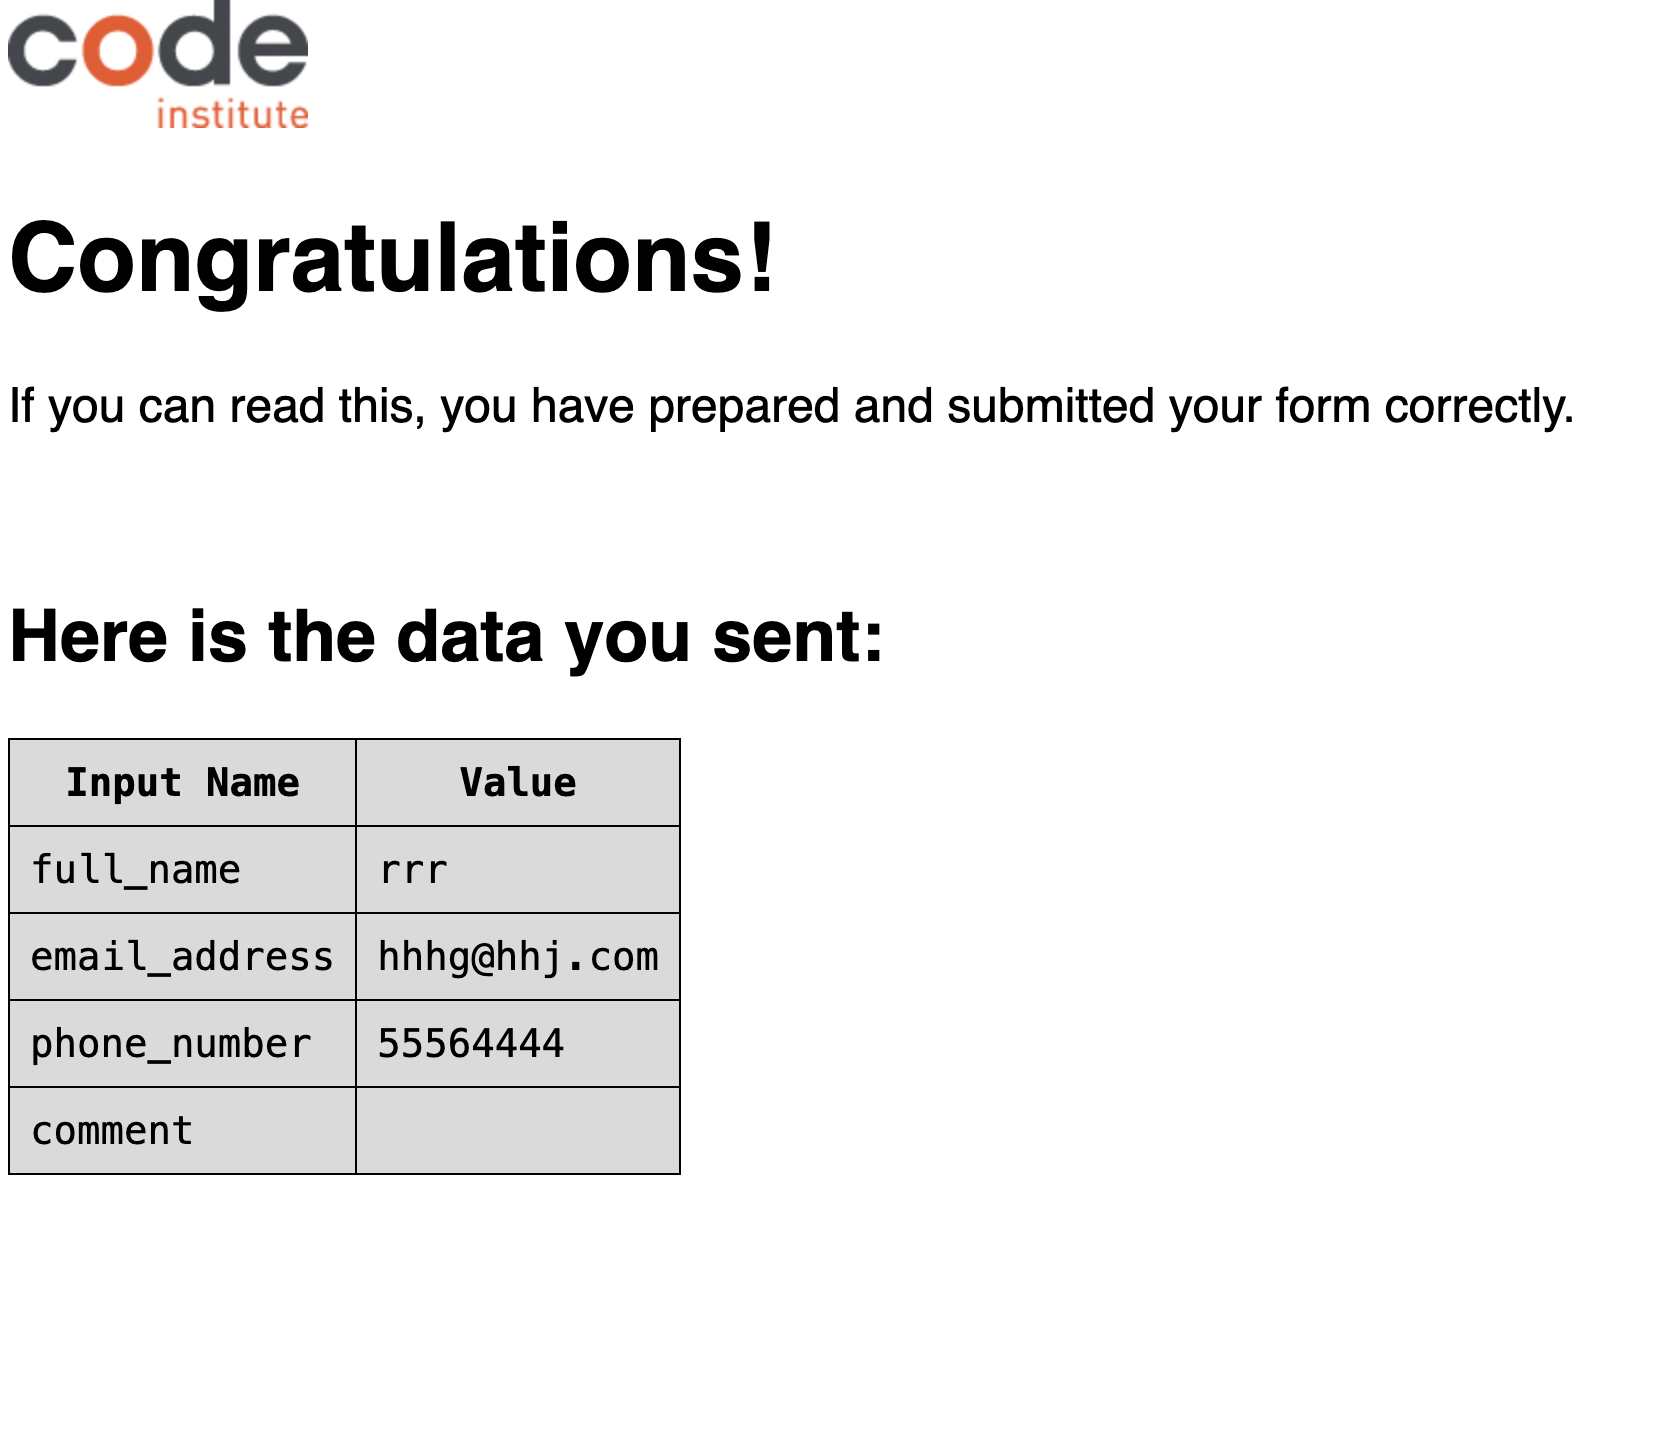 code
institute
Congratulations!
If you can read this, you have prepared and submitted your form correctly.
Here is the data you sent:
Input Name Value
full_name rrr
email_address hhhg@hhj.com
phone_number 55564444
comment